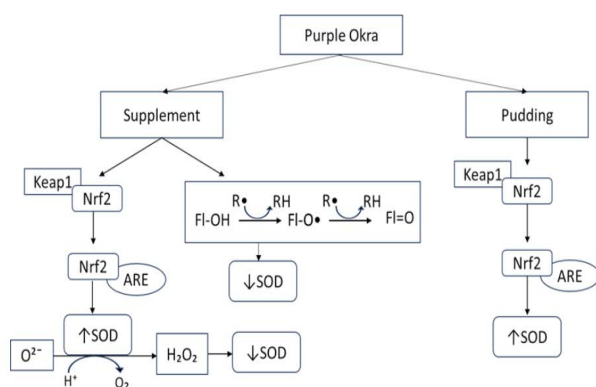 Purple Okra
Supplement
Pudding
Keap1
Nrf2
R● RH R● RH
Fl-OH Fl-O● Fl=O
Keap1
Nrf2
Nrf2
ARE
↓SOD
Nrf2
ARE
↑SOD
O²⁻
H⁺ O₂
H₂O₂
↓SOD
↑SOD